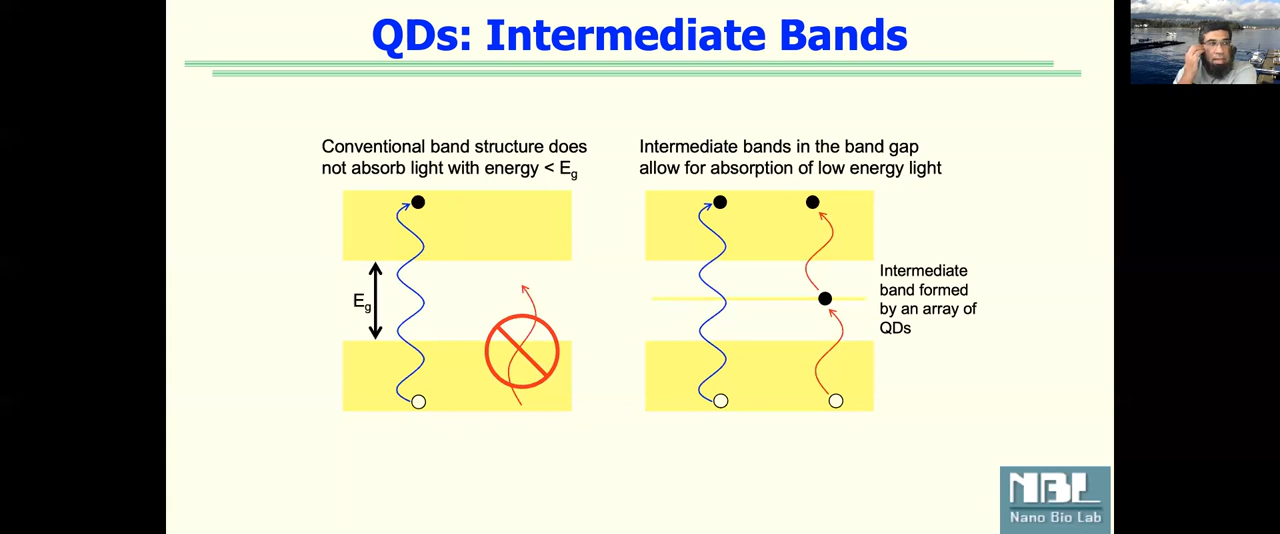 QDs: Intermediate Bands
Conventional band structure does
not absorb light with energy < Eg
Intermediate bands in the band gap
allow for absorption of low energy light
Eg
Intermediate
band formed
by an array of
QDs
NBL
Nano Bio Lab